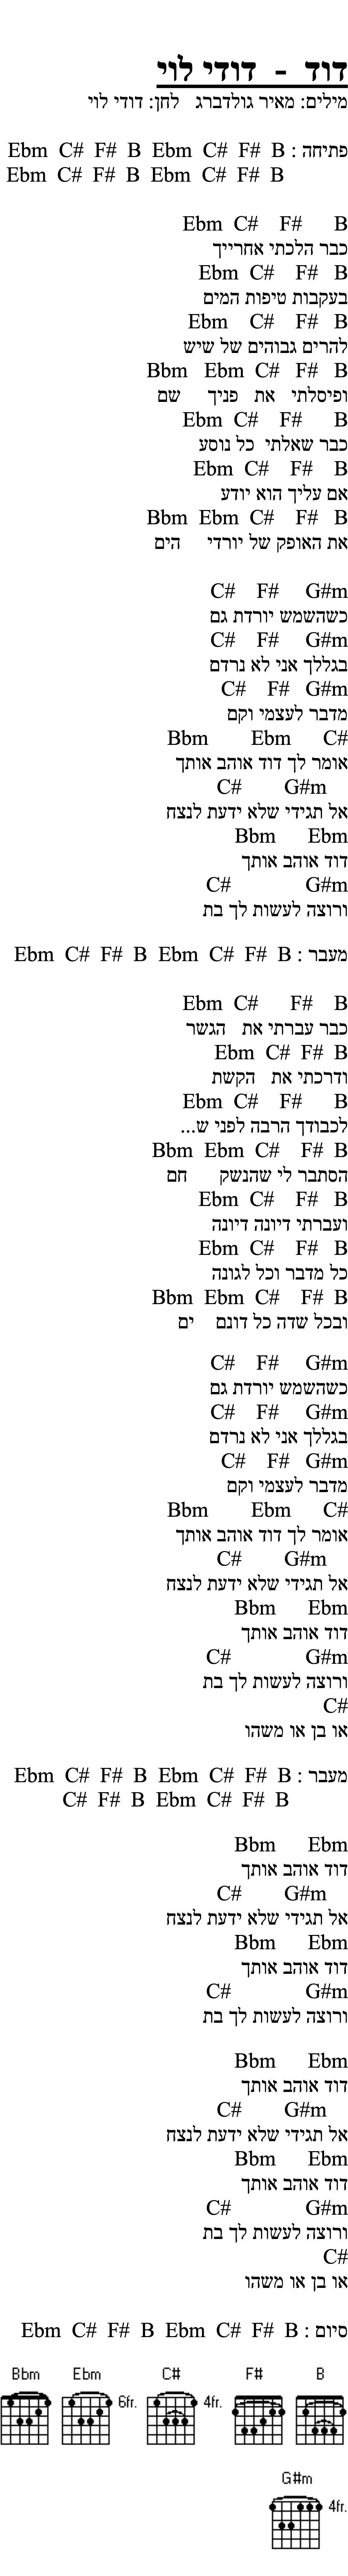 דוד - דודי לוי
מילים: מאיר גולדברג לחן: דודי לוי
פתיחה : Ebm C# F# B Ebm C# F# B
Ebm C# F# B Ebm C# F# B
Ebm C# F# B
כבר הלכתי אחרייך
Ebm C# F# B
בעקבות טיפות המים
Ebm C# F# B
להרים גבוהים של שיש
Bbm Ebm C# F# B
ופיסלתי את פניך שם
Ebm C# F# B
כבר שאלתי כל נוסע
Ebm C# F# B
אם עליך הוא יודע
Bbm Ebm C# F# B
את האופק של יורדי הים
C# F# G#m
כשהשמש יורדת גם
C# F# G#m
בגללך אני לא נרדם
C# F# G#m
מדבר לעצמי וקם
Bbm Ebm C#
אומר לך דוד אוהב אותך
C# G#m
אל תגידי שלא ידעת לנצח
Bbm Ebm
דוד אוהב אותך
C# G#m
ורוצה לעשות לך בת
מעבר : Ebm C# F# B Ebm C# F# B
Ebm C# F# B
כבר עברתי את הגשר
Ebm C# F# B
ודרכתי את הקשת
Ebm C# F# B
לכבודך הרבה לפני ש...
Bbm Ebm C# F# B
הסתבר לי שהנשק חם
Ebm C# F# B
ועברתי דיונה דיונה
Ebm C# F# B
כל מדבר וכל לגונה
Bbm Ebm C# F# B
ובכל שדה כל דונם ים
C# F# G#m
כשהשמש יורדת גם
C# F# G#m
בגללך אני לא נרדם
C# F# G#m
מדבר לעצמי וקם
Bbm Ebm C#
אומר לך דוד אוהב אותך
C# G#m
אל תגידי שלא ידעת לנצח
Bbm Ebm
דוד אוהב אותך
C# G#m
ורוצה לעשות לך בת
C#
או בן או משהו
מעבר : Ebm C# F# B Ebm C# F# B
C# F# B Ebm C# F# B
Bbm Ebm
דוד אוהב אותך
C# G#m
אל תגידי שלא ידעת לנצח
Bbm Ebm
דוד אוהב אותך
C# G#m
ורוצה לעשות לך בת
Bbm Ebm
דוד אוהב אותך
C# G#m
אל תגידי שלא ידעת לנצח
Bbm Ebm
דוד אוהב אותך
C# G#m
ורוצה לעשות לך בת
C#
או בן או משהו
סיום : Ebm C# F# B Ebm C# F# B
Bbm Ebm C# F# B
6fr. 4fr.
G#m
4fr.